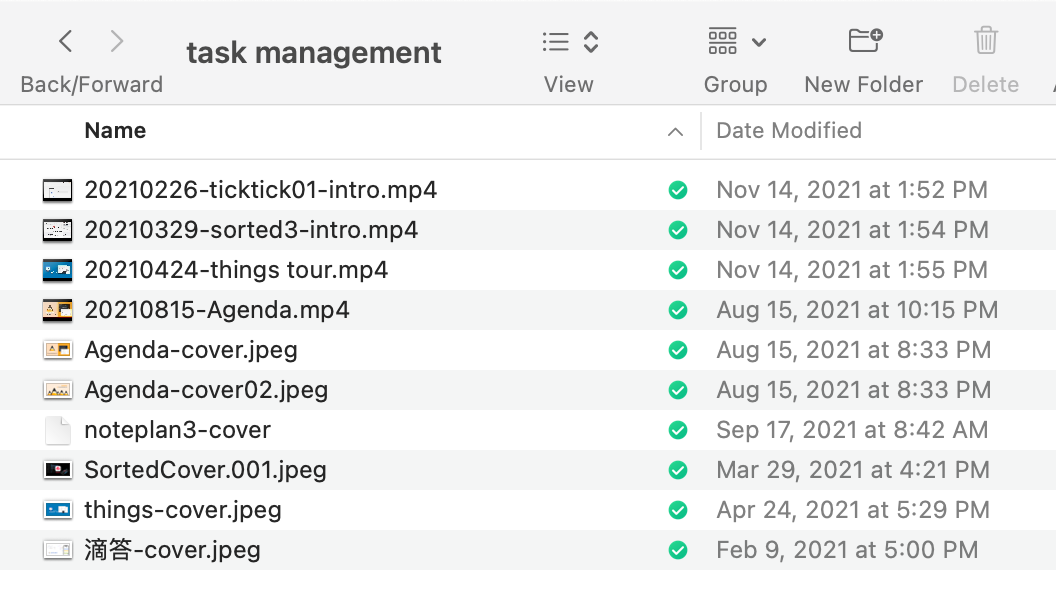 task management
Back/Forward View Group New Folder Delete
Name Date Modified
20210226-ticktick01-intro.mp4 Nov 14, 2021 at 1:52 PM
20210329-sorted3-intro.mp4 Nov 14, 2021 at 1:54 PM
20210424-things tour.mp4 Nov 14, 2021 at 1:55 PM
20210815-Agenda.mp4 Aug 15, 2021 at 10:15 PM
Agenda-cover.jpeg Aug 15, 2021 at 8:33 PM
Agenda-cover02.jpeg Aug 15, 2021 at 8:33 PM
noteplan3-cover Sep 17, 2021 at 8:42 AM
SortedCover.001.jpeg Mar 29, 2021 at 4:21 PM
things-cover.jpeg Apr 24, 2021 at 5:29 PM
滴答-cover.jpeg Feb 9, 2021 at 5:00 PM